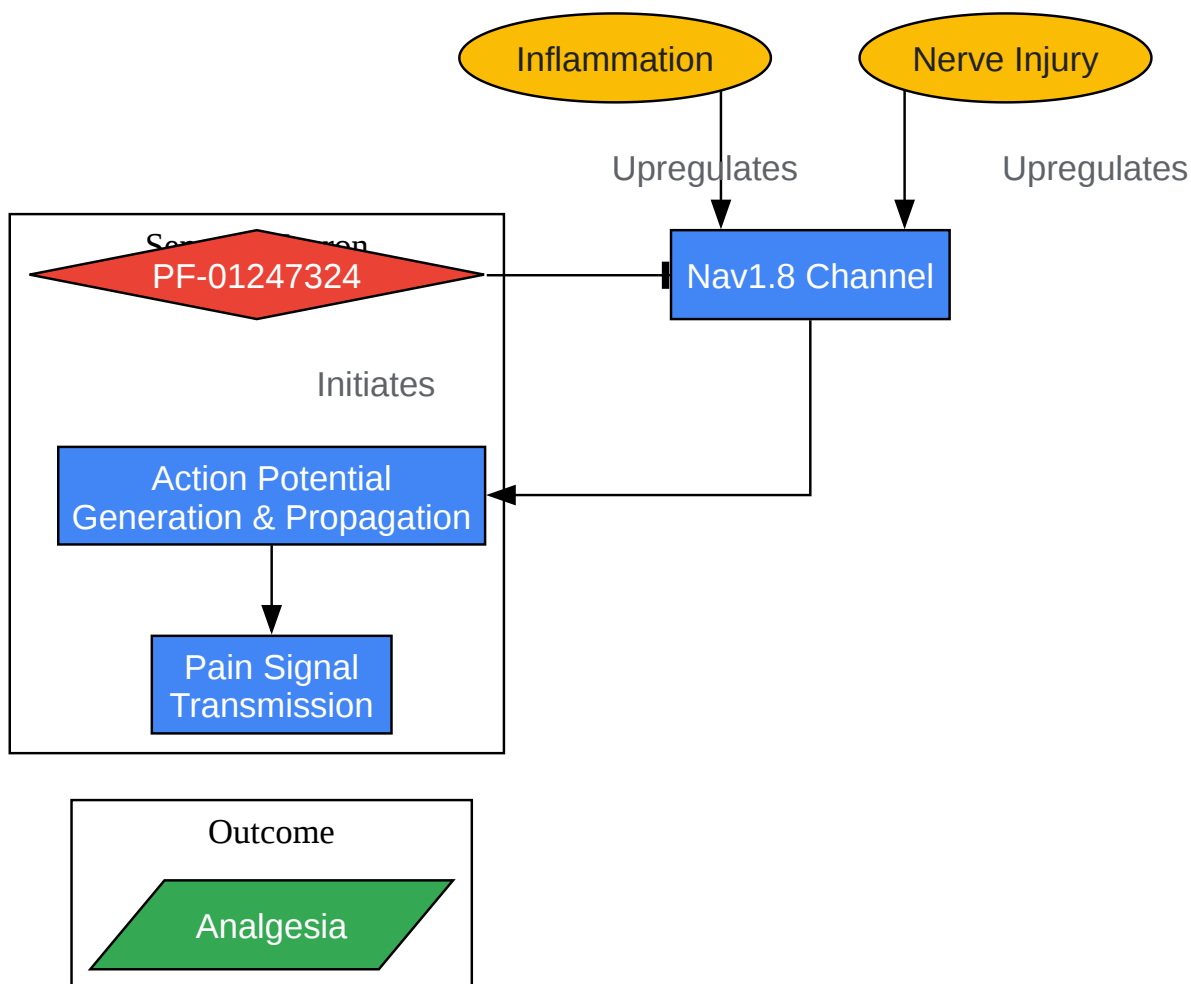 Inflammation
Nerve Injury
Upregulates
Upregulates
PF-01247324
Nav1.8 Channel
Initiates
Action Potential
Generation & Propagation
Pain Signal
Transmission
Outcome
Analgesia